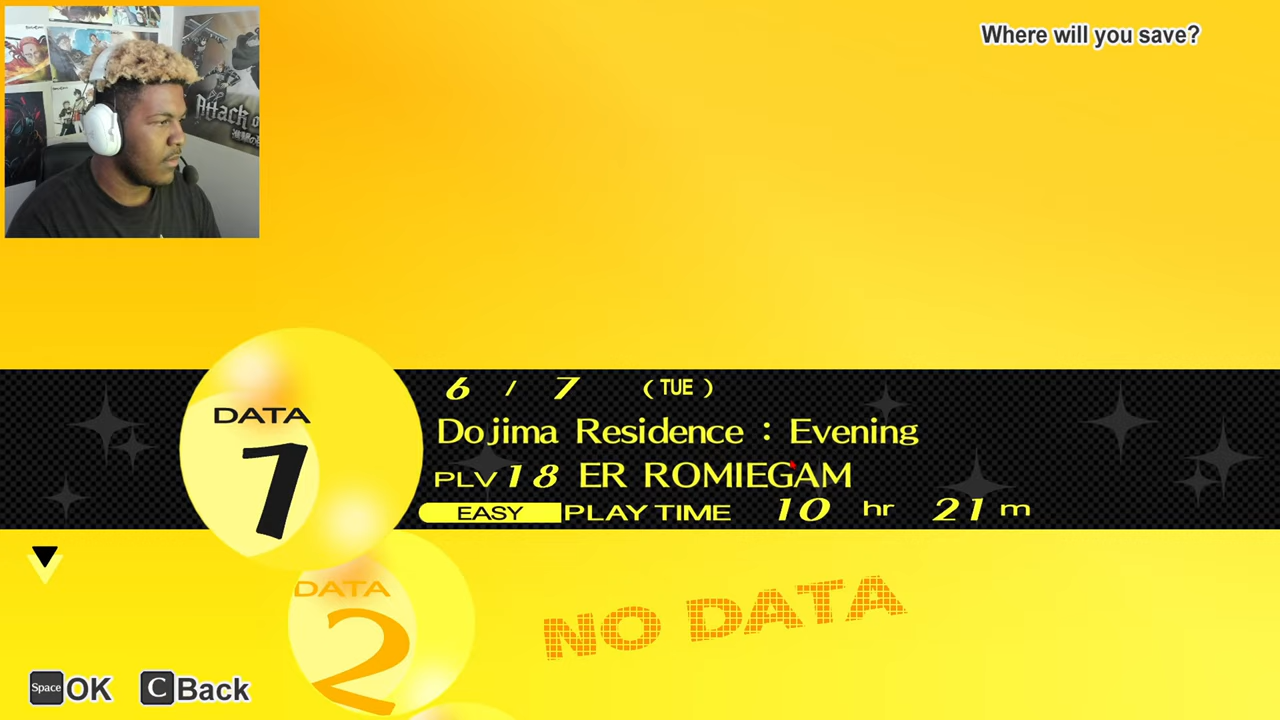 Where will you save?
Attack o
DATA
1
6 / 7 (TUE)
Dojima Residence : Evening
PLV 18 ER ROMIEGAM
EASY PLAY TIME 10 hr 21 m
DATA
2
NO DATA
Space OK C Back